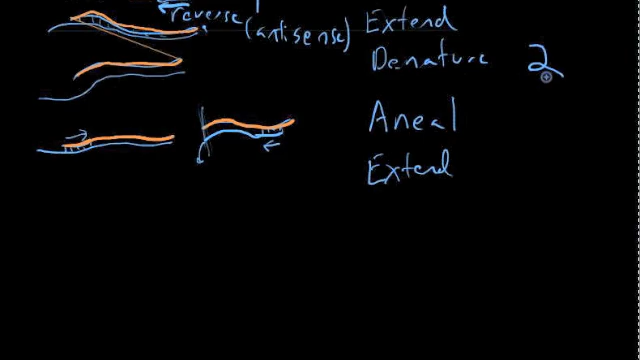 reverse
(antisense)
Extend
Denature 2
Aneal
Extend